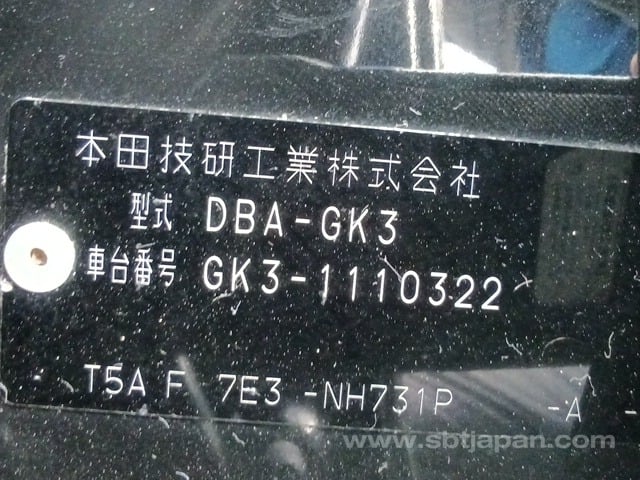 本田技研工業株式会社
型式 DBA-GK3
車台番号 GK3-1110322
T5A F 7E3 -NH731P -A -
www.sbtjapan.com